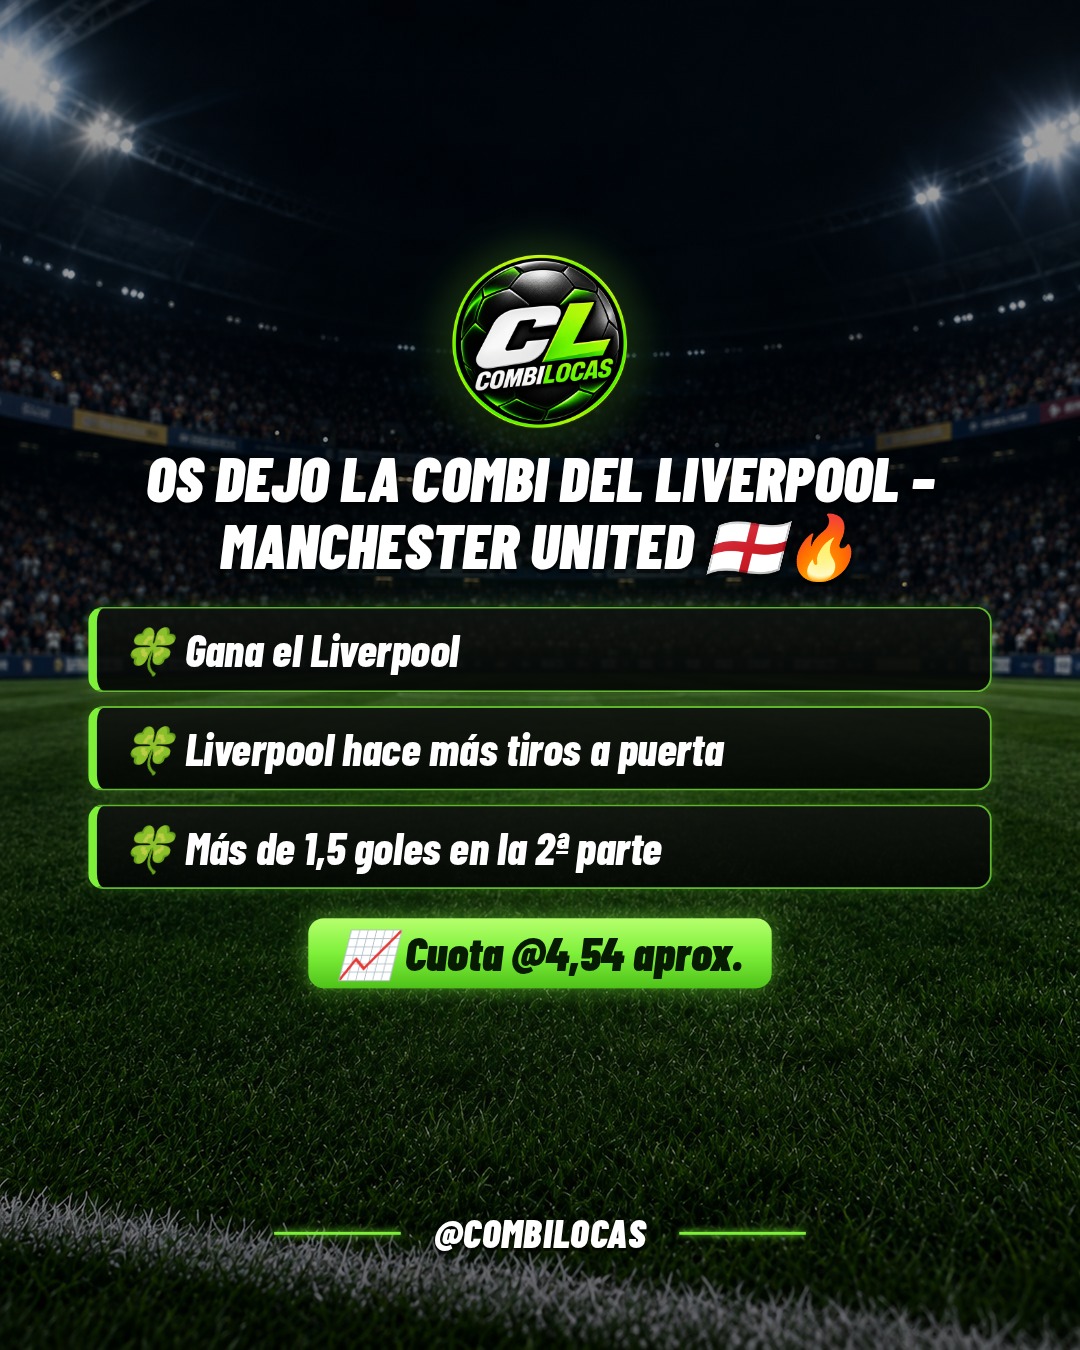 CL
COMBILOCAS
OS DEJO LA COMBI DEL LIVERPOOL -
MANCHESTER UNITED 🏴󠁧󠁢󠁥󠁮󠁧󠁿🔥
🍀 Gana el Liverpool
🍀 Liverpool hace más tiros a puerta
🍀 Más de 1,5 goles en la 2ª parte
📈 Cuota @4,54 aprox.
@COMBILOCAS